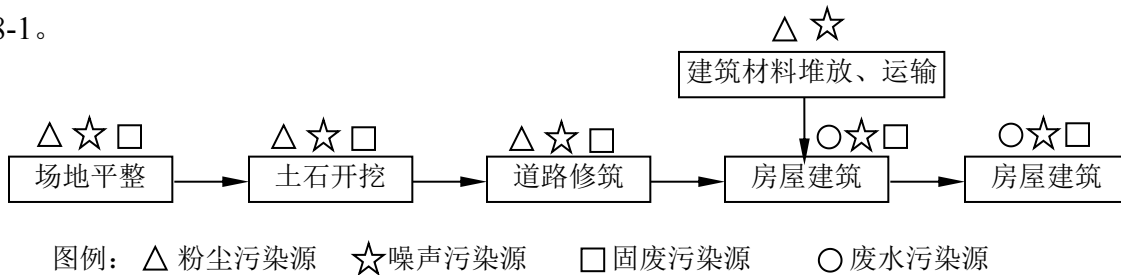 8-1。
建筑材料堆放、运输
场地平整
土石开挖
道路修筑
房屋建筑
房屋建筑
图例： 粉尘污染源 噪声污染源 固废污染源 废水污染源